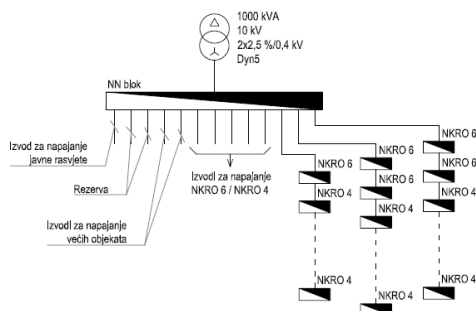 1000 kVA
10 kV
2x2,5 %/0,4 kV
Dyn5
NN blok
Izvod za napajanje
javne rasvjete
Rezerva
Izvodi za napajanje
većih objekata
Izvodi za napajanje
NKRO 6 / NKRO 4
NKRO 6
NKRO 4
NKRO 4
NKRO 6
NKRO 6
NKRO 4
NKRO 4
NKRO 6
NKRO 6
NKRO 4
NKRO 4